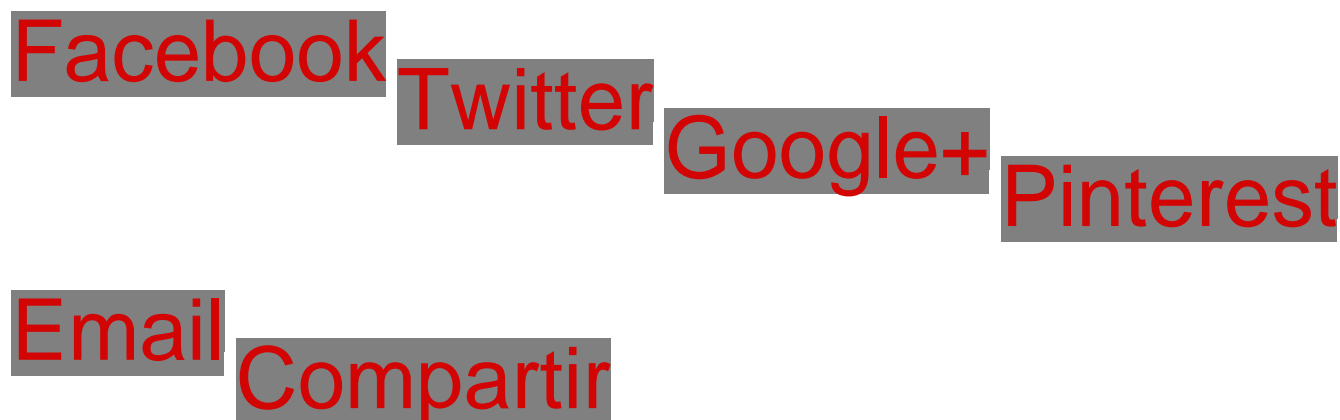 Facebook
Twitter
Google+
Pinterest
Email
Compartir